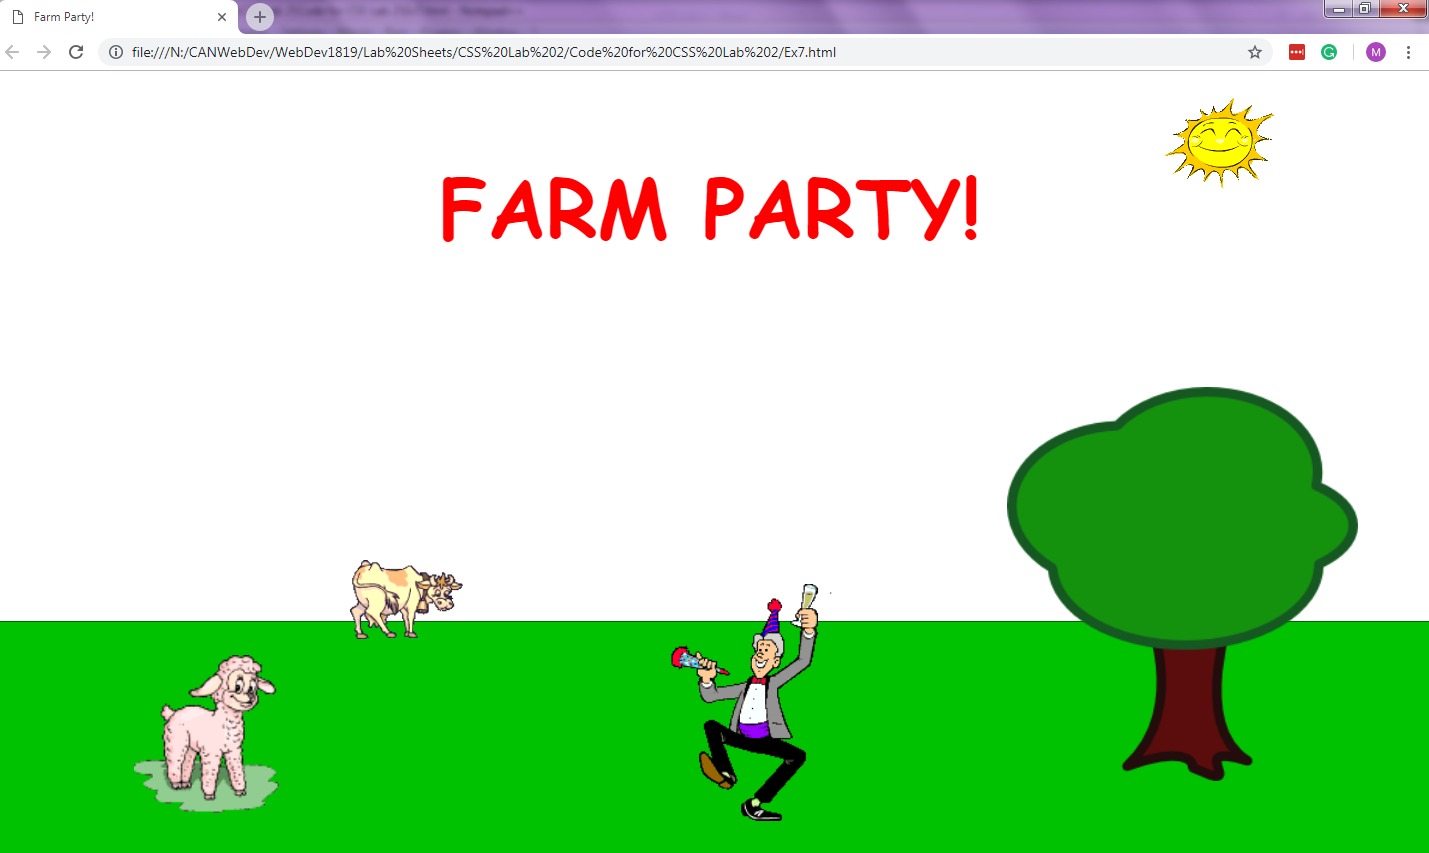 Farm Party!
file:///N:/CANWebDev/WebDev1819/Lab%20Sheets/CSS%20Lab%202/Code%20for%20CSS%20Lab%202/Ex7.html
M
FARM PARTY!